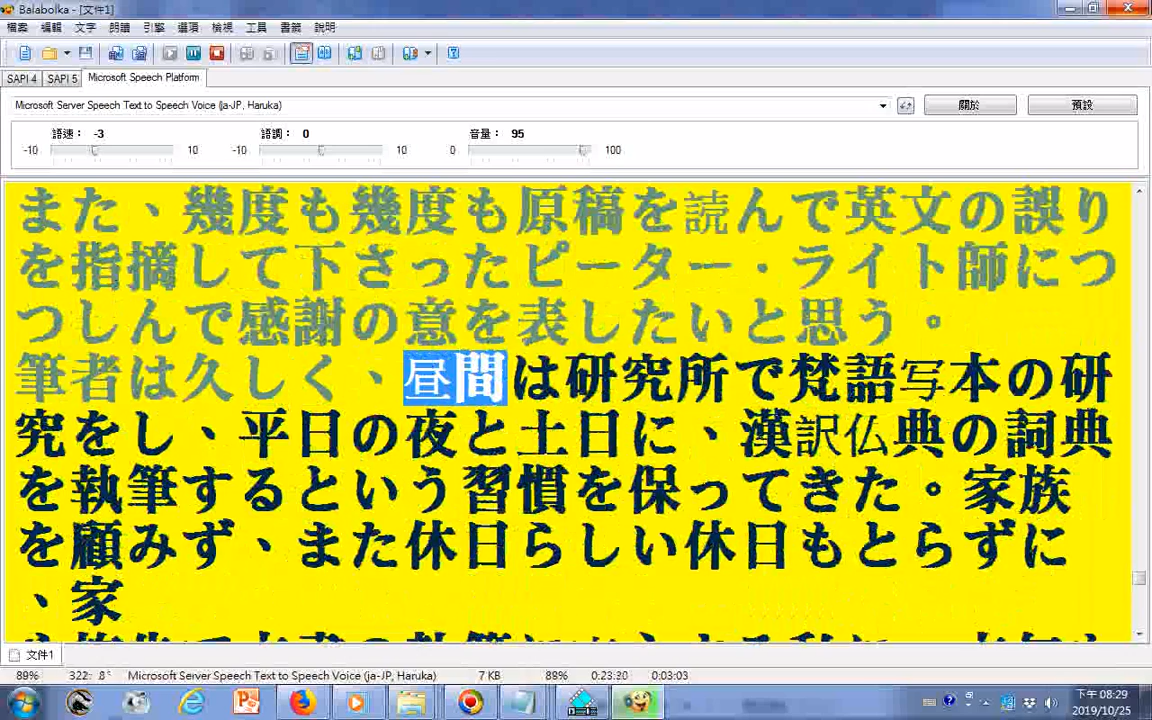 Balabolka - [文件1]
檔案 編輯 文字 朗讀 引擎 選項 檢視 工具 書籤 說明
SAPI 4 SAPI 5 Microsoft Speech Platform
Microsoft Server Speech Text to Speech Voice (ja-JP, Haruka) 關於 預設
語速： -3 語調： 0 音量： 95
-10 10 -10 10 0 100
また、幾度も幾度も原稿を読んで英文の誤り
を指摘して下さったピーター・ライト師につ
つしんで感謝の意を表したいと思う。
筆者は久しく、昼間は研究所で梵語写本の研
究をし、平日の夜と土日に、漢訳仏典の詞典
を執筆するという習慣を保ってきた。家族
を顧みず、また休日らしい休日もとらずに
、家
文件1
89% Microsoft Server Speech Text to Speech Voice (ja-JP, Haruka) 7 KB 88% 0:23:30 0:03:03
下午 08:29
2019/10/25